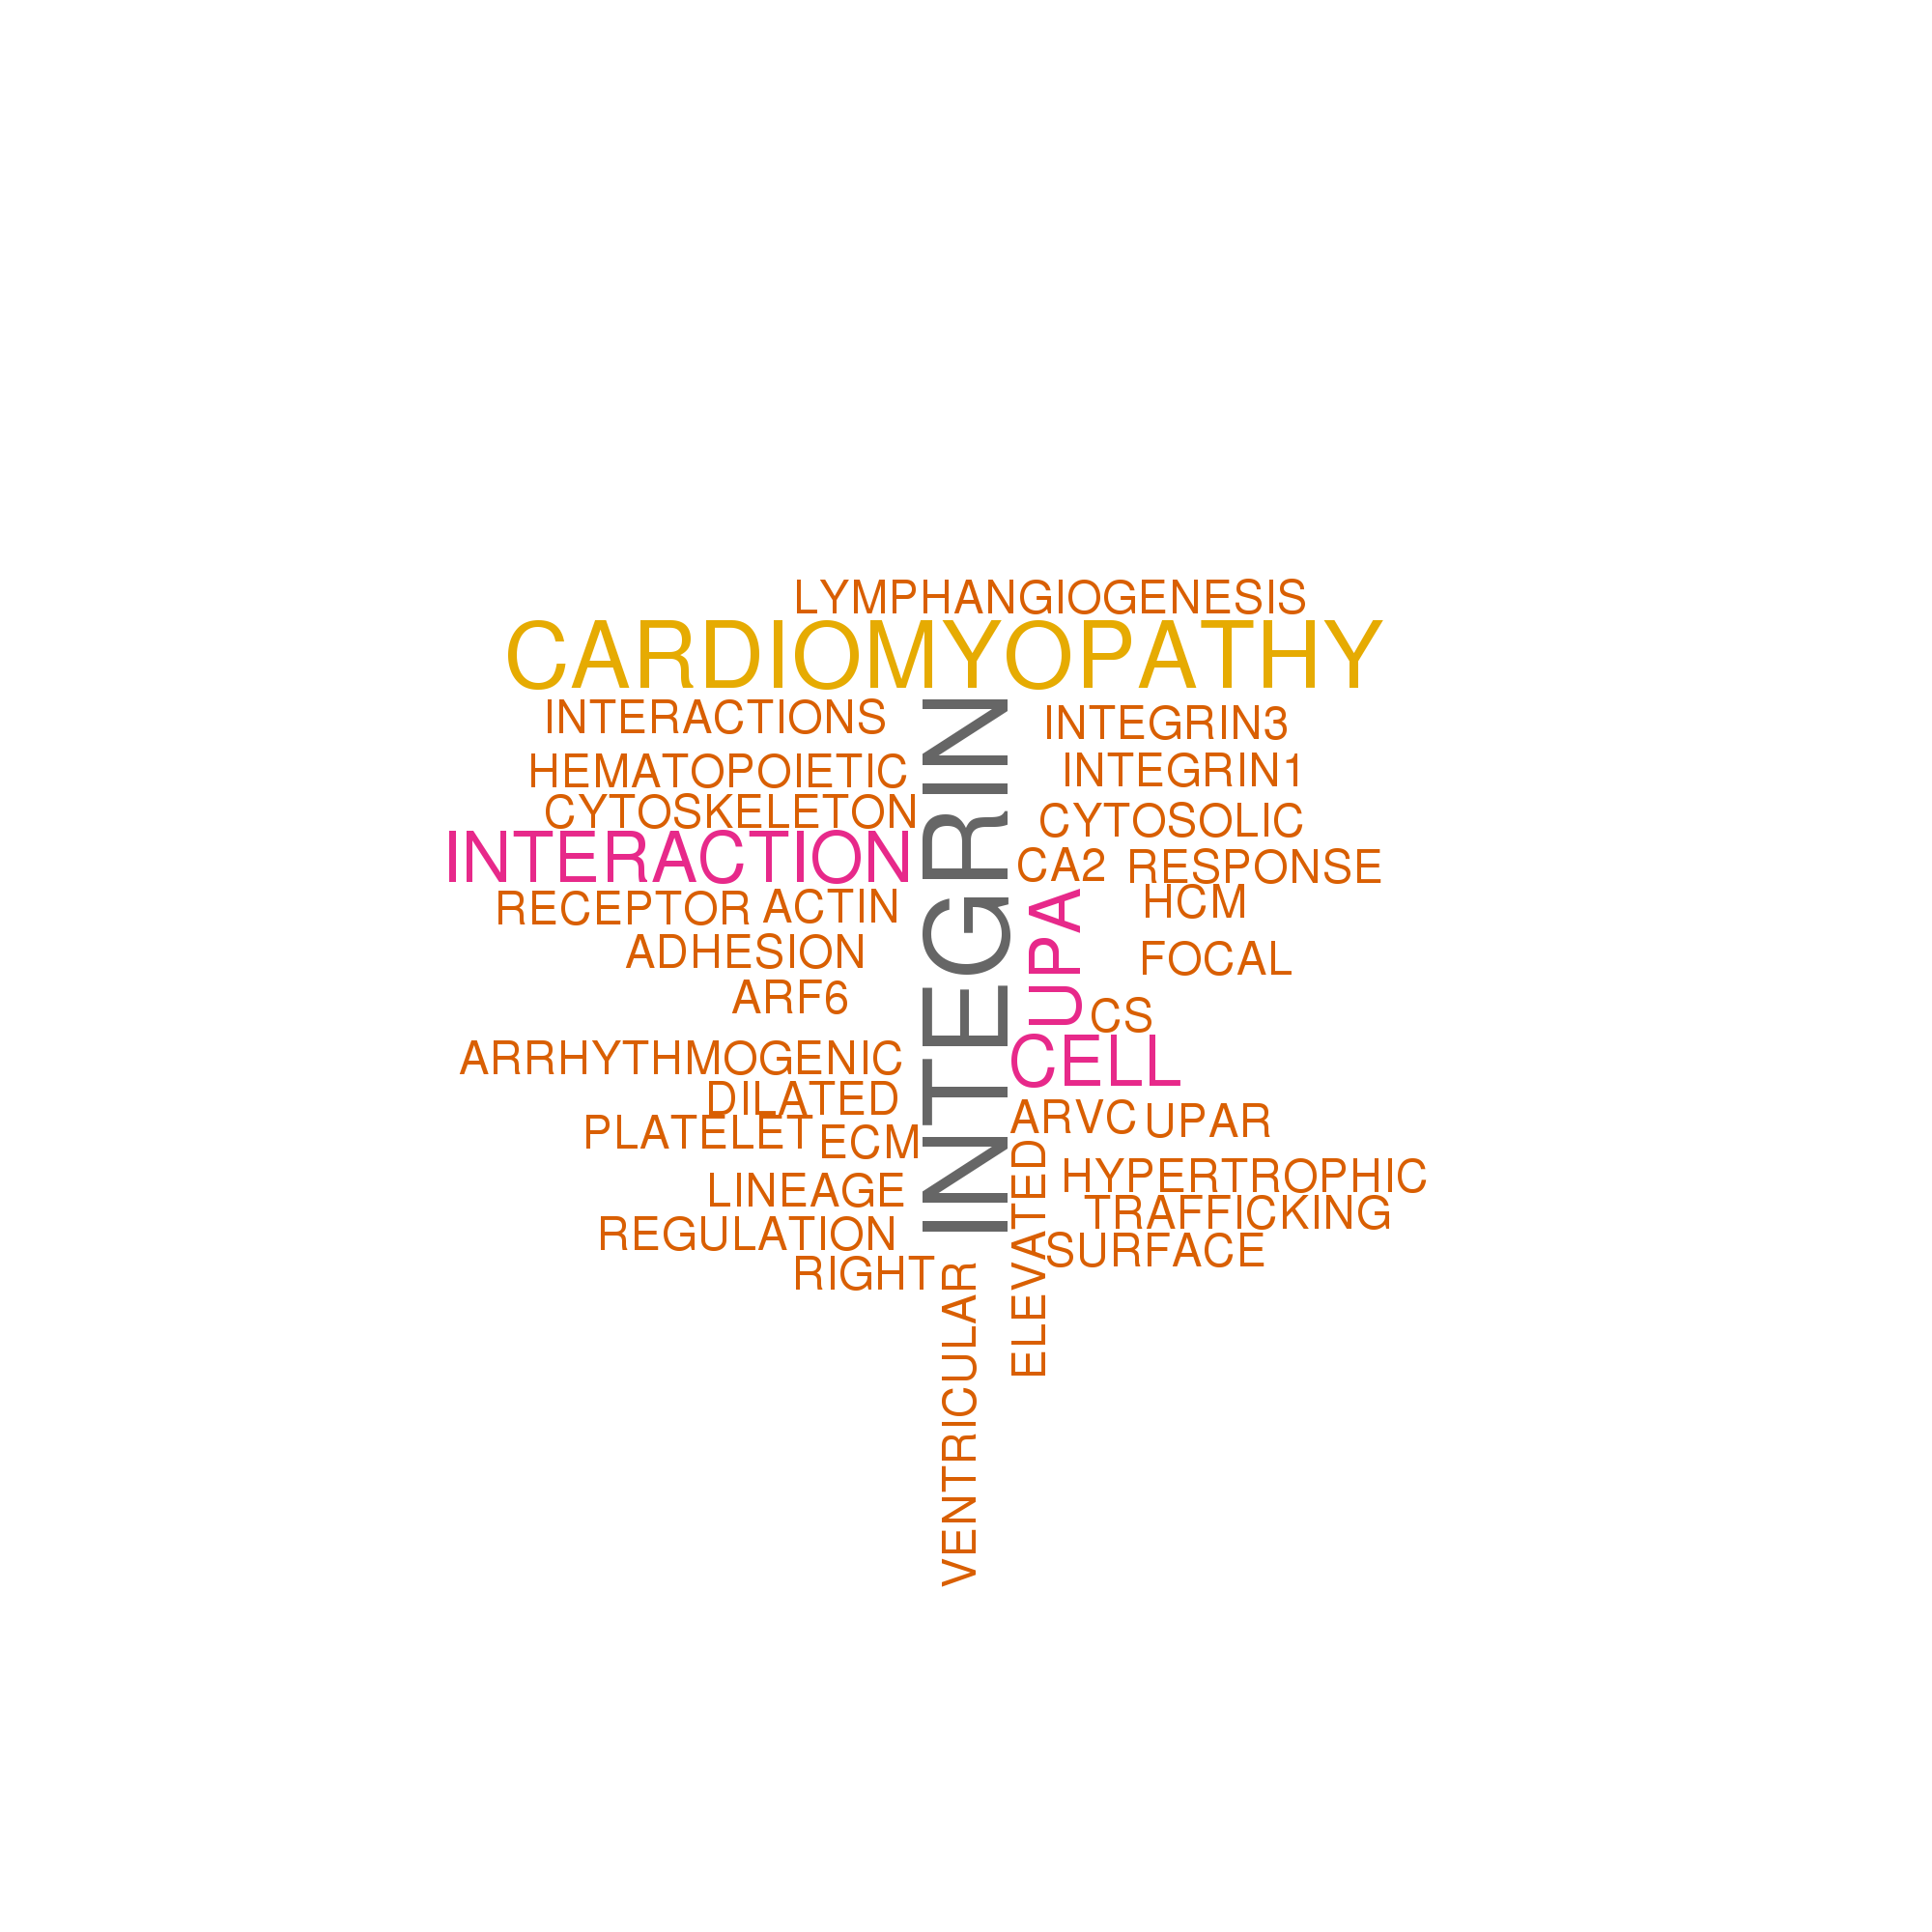 LYMPHANGIOGENESIS
CARDIOMYOPATHY
INTERACTIONS
INTEGRIN
INTEGRIN3
HEMATOPOIETIC
INTEGRIN1
CYTOSKELETON
CYTOSOLIC
INTERACTION
CA2
RESPONSE
RECEPTOR
ACTIN
UPA
HCM
ADHESION
FOCAL
ARF6
CS
ARRHYTHMOGENIC
CELL
DILATED
ARVC
UPAR
PLATELET
ECM
ELEVATED
HYPERTROPHIC
LINEAGE
TRAFFICKING
REGULATION
SURFACE
RIGHT
VENTRICULAR